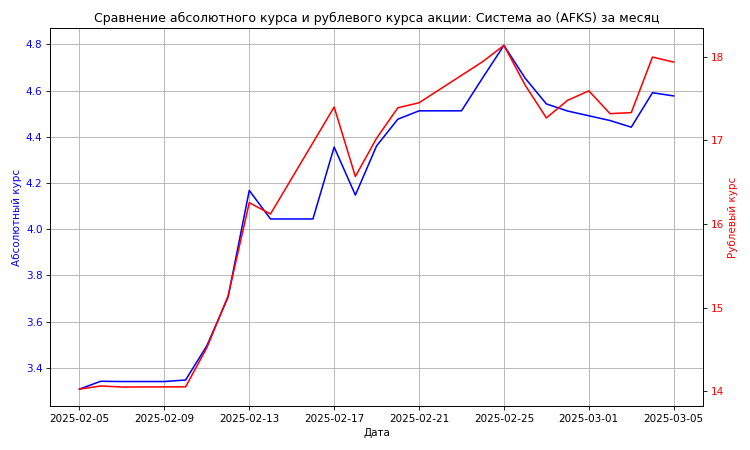 Сравнение абсолютного курса и рублевого курса акции: Система ао (AFKS) за месяц
Абсолютный курс
4.8
4.6
4.4
4.2
4.0
3.8
3.6
3.4
18
17
16
15
14
Рублевый курс
2025-02-05 2025-02-09 2025-02-13 2025-02-17 2025-02-21 2025-02-25 2025-03-01 2025-03-05
Дата